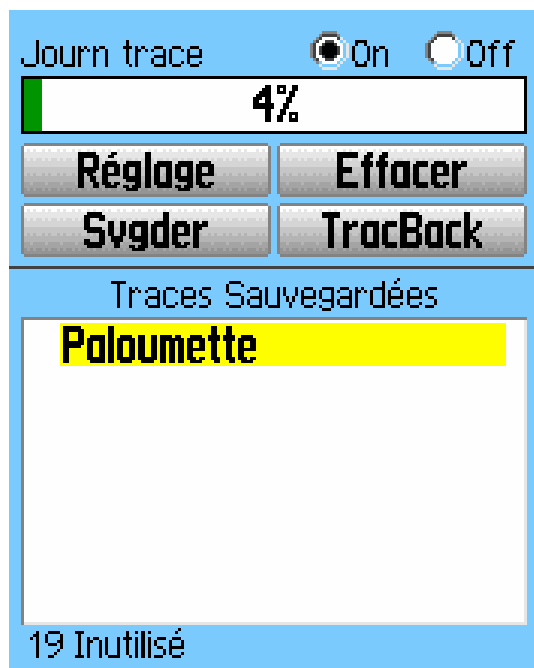 Journ trace On Off
4%
Réglage Effacer
Svgder TracBack
Traces Sauvegardées
Paloumette
19 Inutilisé